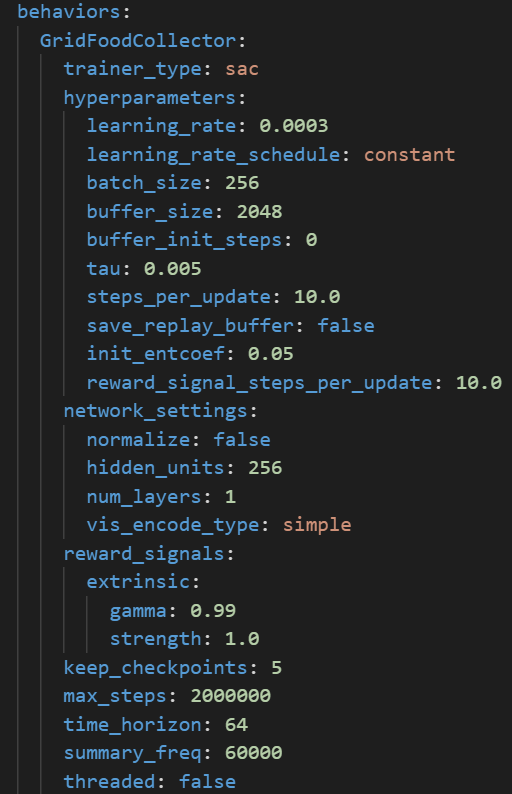 behaviors:
GridFoodCollector:
trainer_type: sac
hyperparameters:
learning_rate: 0.0003
learning_rate_schedule: constant
batch_size: 256
buffer_size: 2048
buffer_init_steps: 0
tau: 0.005
steps_per_update: 10.0
save_replay_buffer: false
init_entcoef: 0.05
reward_signal_steps_per_update: 10.0
network_settings:
normalize: false
hidden_units: 256
num_layers: 1
vis_encode_type: simple
reward_signals:
extrinsic:
gamma: 0.99
strength: 1.0
keep_checkpoints: 5
max_steps: 2000000
time_horizon: 64
summary_freq: 60000
threaded: false